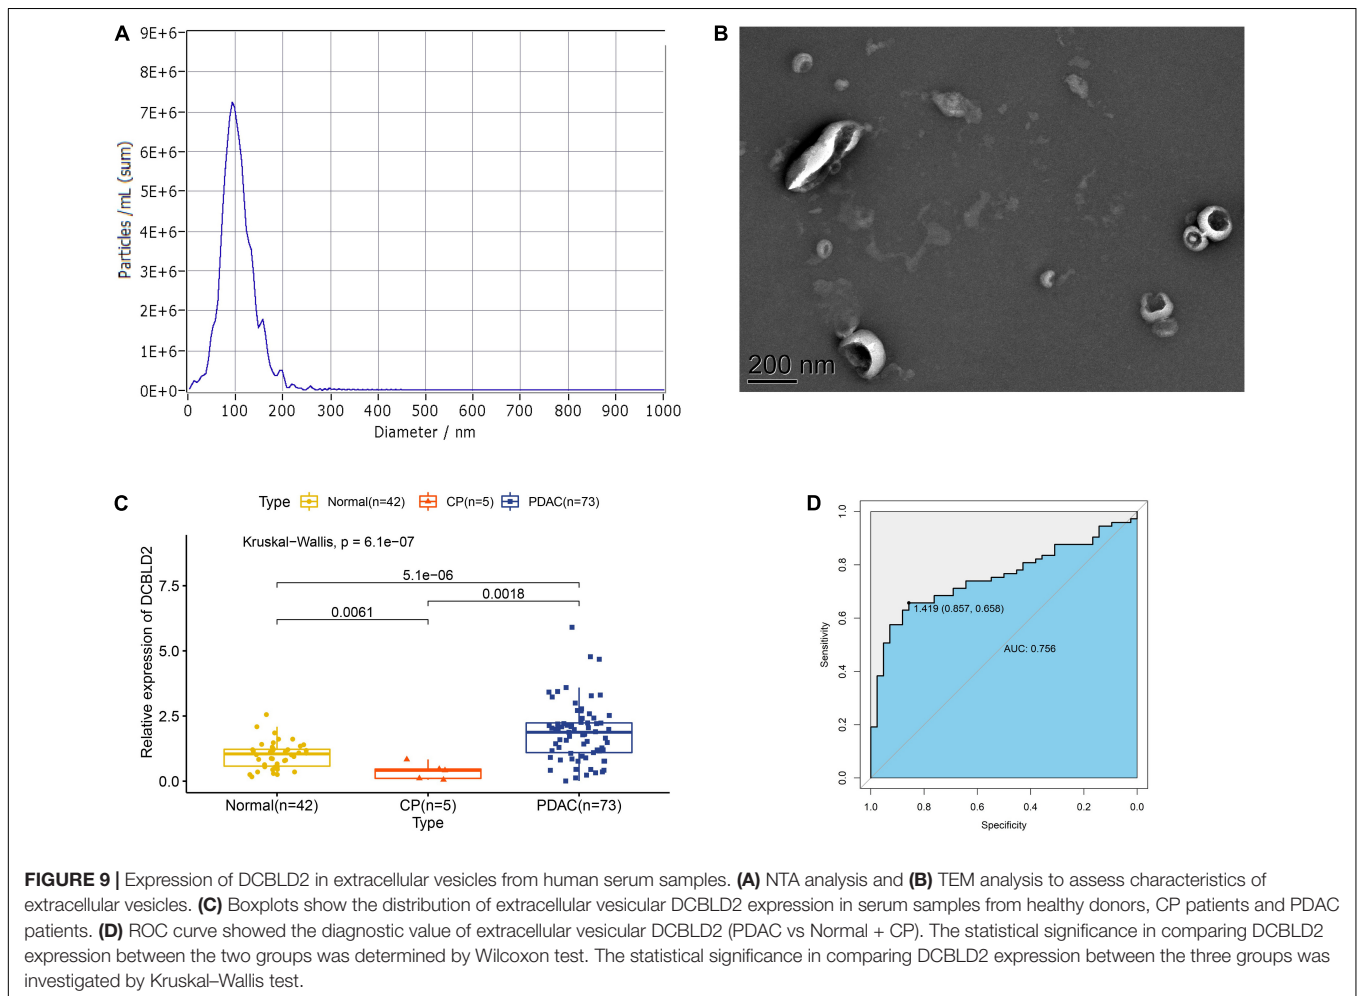 A
9E+6
8E+6
7E+6
6E+6
5E+6
4E+6
3E+6
2E+6
1E+6
0E+0
Particles /mL (sum)
0 100 200 300 400 500 600 700 800 900 1000
Diameter / nm
B
200 nm
C
Type Normal(n=42) CP(n=5) PDAC(n=73)
Kruskal−Wallis, p = 6.1e−07
5.1e−06
0.0018
0.0061
7.5
5.0
2.5
0.0
Relative expression of DCBLD2
Normal(n=42) CP(n=5) PDAC(n=73)
Type
D
1.0
0.8
0.6
0.4
0.2
0.0
Sensitivity
1.419 (0.857, 0.658)
AUC: 0.756
1.0 0.8 0.6 0.4 0.2 0.0
Specificity
FIGURE 9 | Expression of DCBLD2 in extracellular vesicles from human serum samples. (A) NTA analysis and (B) TEM analysis to assess characteristics of
extracellular vesicles. (C) Boxplots show the distribution of extracellular vesicular DCBLD2 expression in serum samples from healthy donors, CP patients and PDAC
patients. (D) ROC curve showed the diagnostic value of extracellular vesicular DCBLD2 (PDAC vs Normal + CP). The statistical significance in comparing DCBLD2
expression between the two groups was determined by Wilcoxon test. The statistical significance in comparing DCBLD2 expression between the three groups was
investigated by Kruskal–Wallis test.